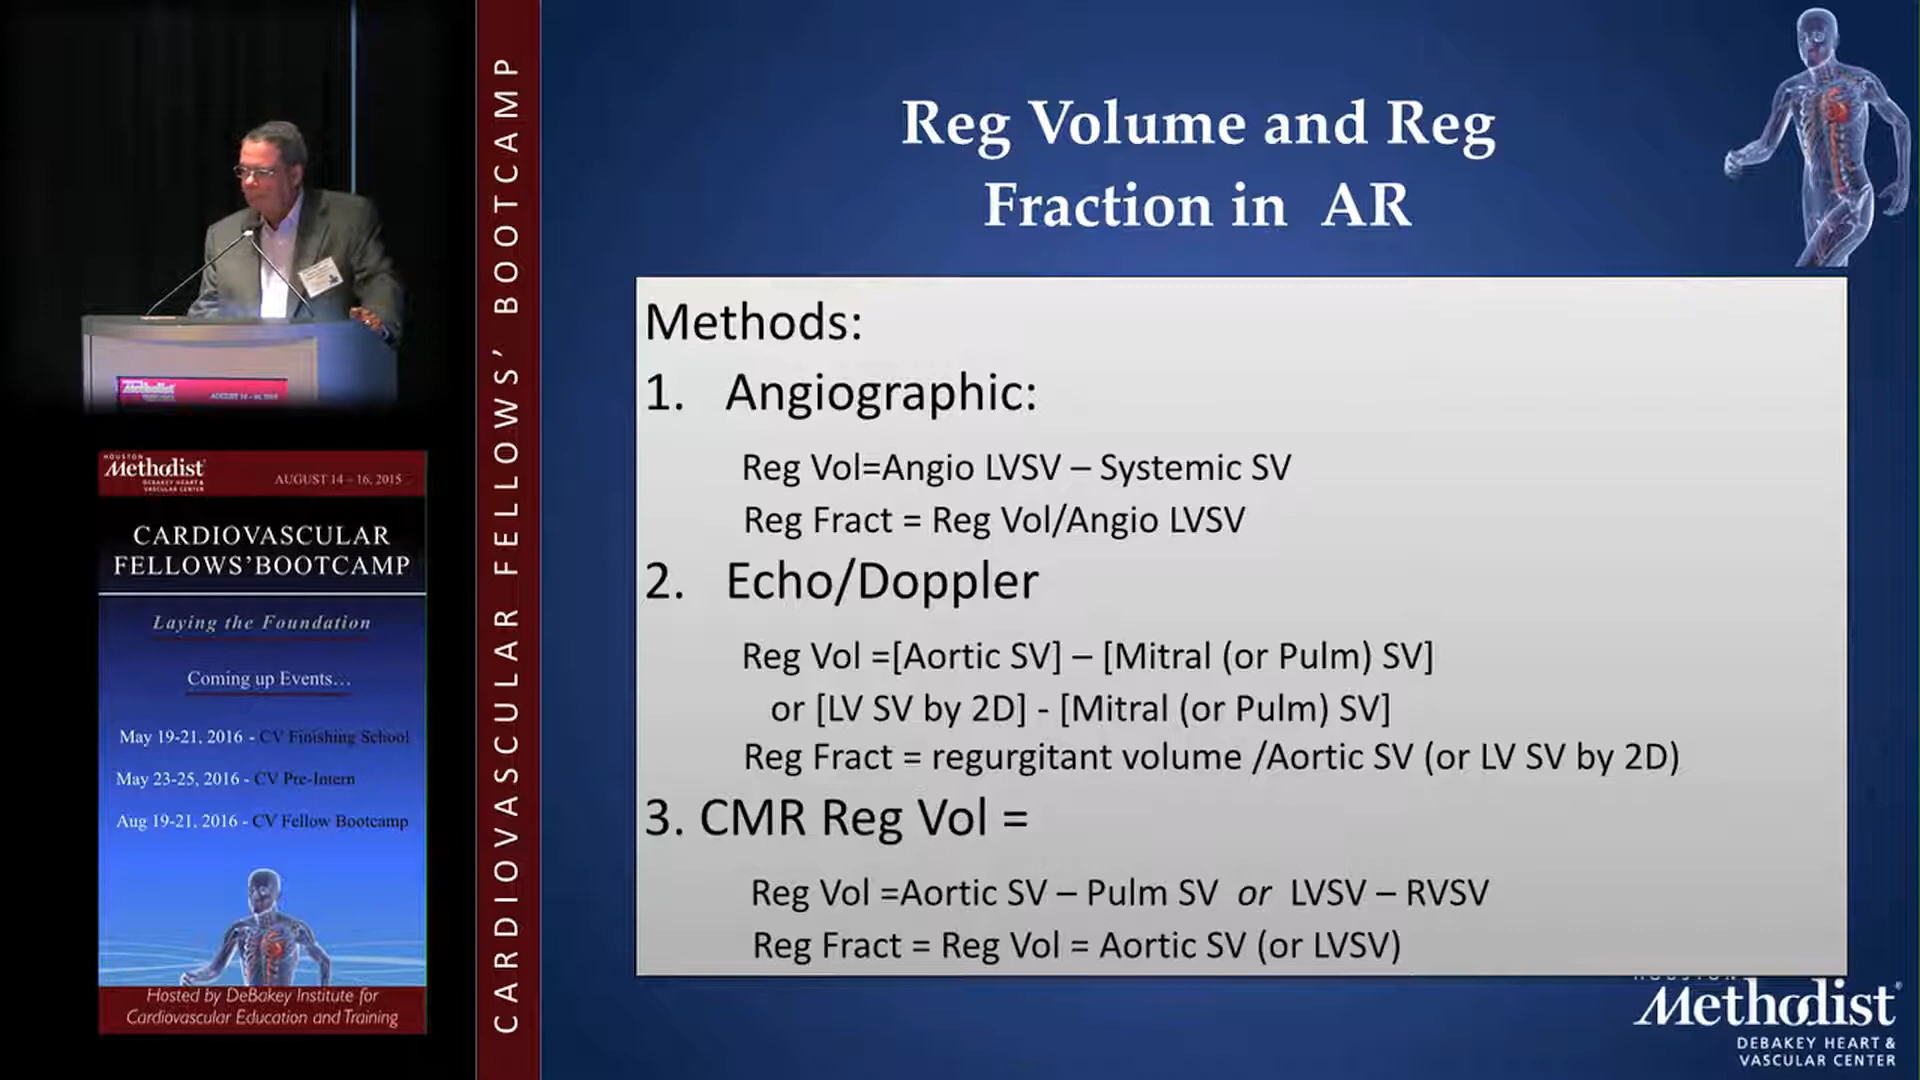 Reg Volume and Reg
Fraction in AR
Methods:
1. Angiographic:
Reg Vol=Angio LVSV – Systemic SV
Reg Fract = Reg Vol/Angio LVSV
2. Echo/Doppler
Reg Vol =[Aortic SV] – [Mitral (or Pulm) SV]
or [LV SV by 2D] - [Mitral (or Pulm) SV]
Reg Fract = regurgitant volume /Aortic SV (or LV SV by 2D)
3. CMR Reg Vol =
Reg Vol =Aortic SV – Pulm SV or LVSV – RVSV
Reg Fract = Reg Vol = Aortic SV (or LVSV)
Methodist
DEBAKEY HEART &
VASCULAR CENTER
CARDIOVASCULAR FELLOWS' BOOTCAMP
Methodist
HOUSTON
Methodist
DEBAKEY HEART &
VASCULAR CENTER
AUGUST 14 – 16, 2015
CARDIOVASCULAR
FELLOWS'BOOTCAMP
Laying the Foundation
Coming up Events...
May 19-21, 2016 - CV Finishing School
May 23-25, 2016 - CV Pre-Intern
Aug 19-21, 2016 - CV Fellow Bootcamp
Hosted by DeBakey Institute for
Cardiovascular Education and Training